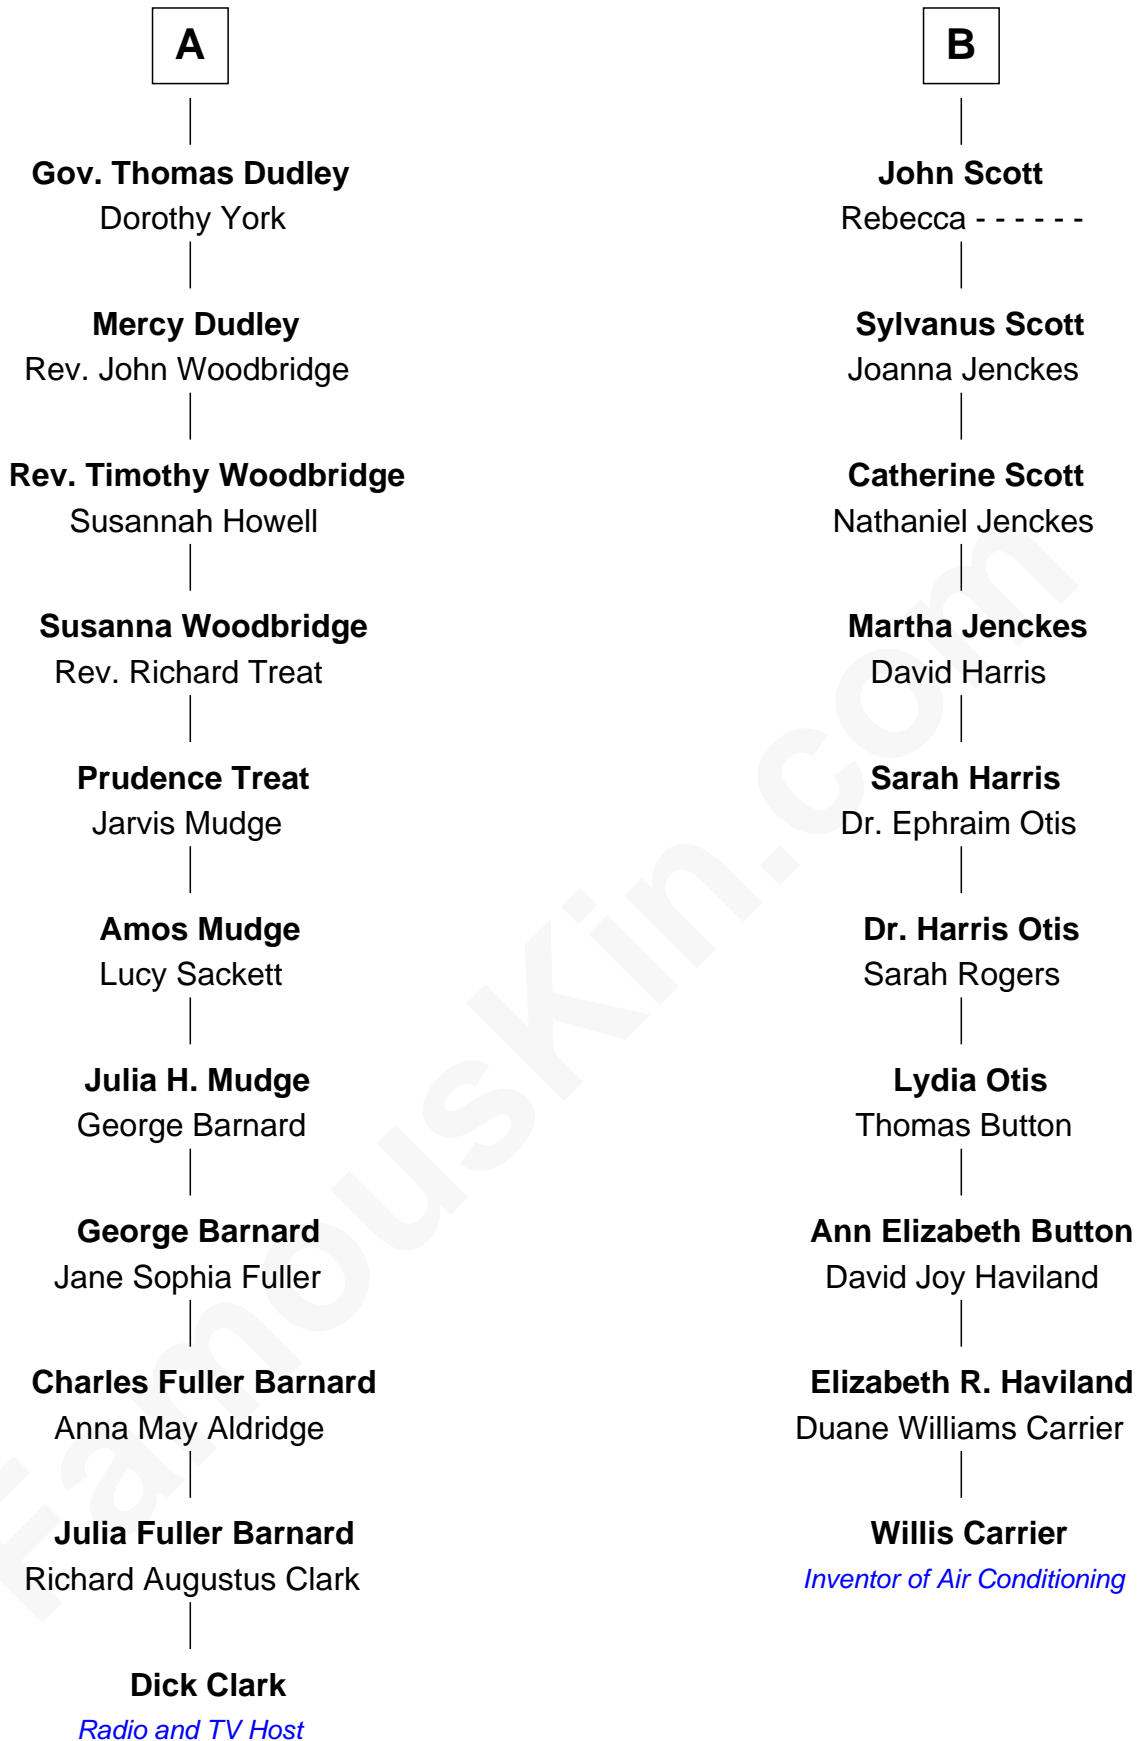 A
Gov. Thomas Dudley
Dorothy York
Mercy Dudley
Rev. John Woodbridge
Rev. Timothy Woodbridge
Susannah Howell
Susanna Woodbridge
Rev. Richard Treat
Prudence Treat
Jarvis Mudge
Amos Mudge
Lucy Sackett
Julia H. Mudge
George Barnard
George Barnard
Jane Sophia Fuller
Charles Fuller Barnard
Anna May Aldridge
Julia Fuller Barnard
Richard Augustus Clark
Dick Clark
Radio and TV Host
B
John Scott
Rebecca - - - - - -
Sylvanus Scott
Joanna Jenckes
Catherine Scott
Nathaniel Jenckes
Martha Jenckes
David Harris
Sarah Harris
Dr. Ephraim Otis
Dr. Harris Otis
Sarah Rogers
Lydia Otis
Thomas Button
Ann Elizabeth Button
David Joy Haviland
Elizabeth R. Haviland
Duane Williams Carrier
Willis Carrier
Inventor of Air Conditioning
FamousKin.com